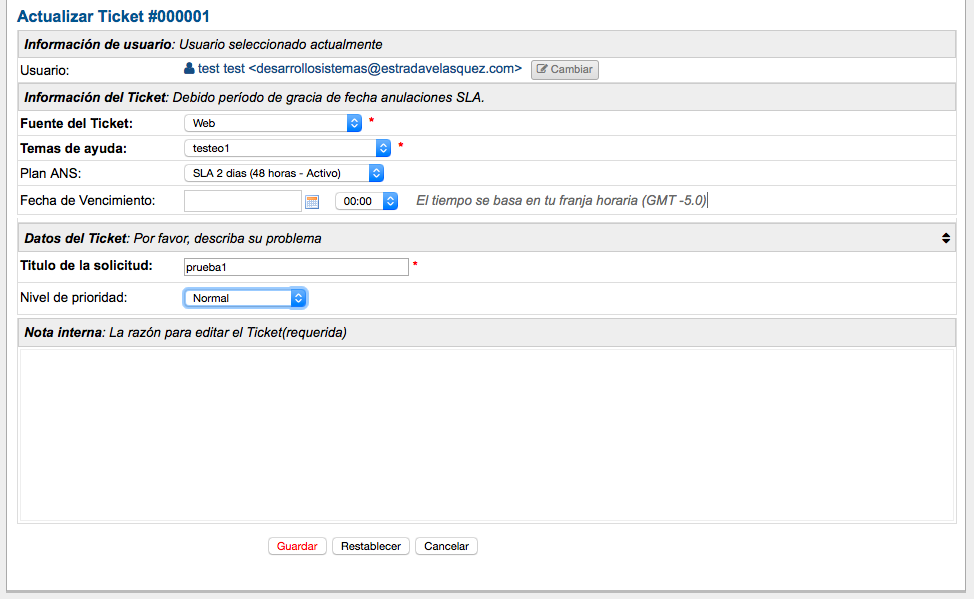 Actualizar Ticket #000001
Información de usuario: Usuario seleccionado actualmente
Usuario: test test <desarrollosistemas@estradavelasquez.com> Cambiar
Información del Ticket: Debido período de gracia de fecha anulaciones SLA.
Fuente del Ticket: Web *
Temas de ayuda: testeo1 *
Plan ANS: SLA 2 dias (48 horas - Activo)
Fecha de Vencimiento: 00:00 El tiempo se basa en tu franja horaria (GMT -5.0)
Datos del Ticket: Por favor, describa su problema
Titulo de la solicitud: prueba1 *
Nivel de prioridad: Normal
Nota interna: La razón para editar el Ticket(requerida)
Guardar Restablecer Cancelar